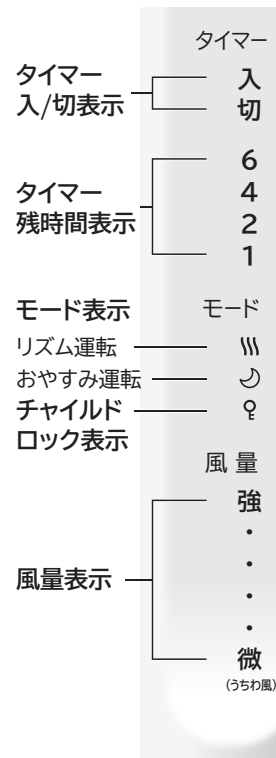 タイマー
タイマー
入/切表示
入
切
タイマー
残時間表示
6
4
2
1
モード表示
モード
リズム運転
おやすみ運転
チャイルド
ロック表示
風量
風量表示
強
・
・
・
・
微
(うちわ風)